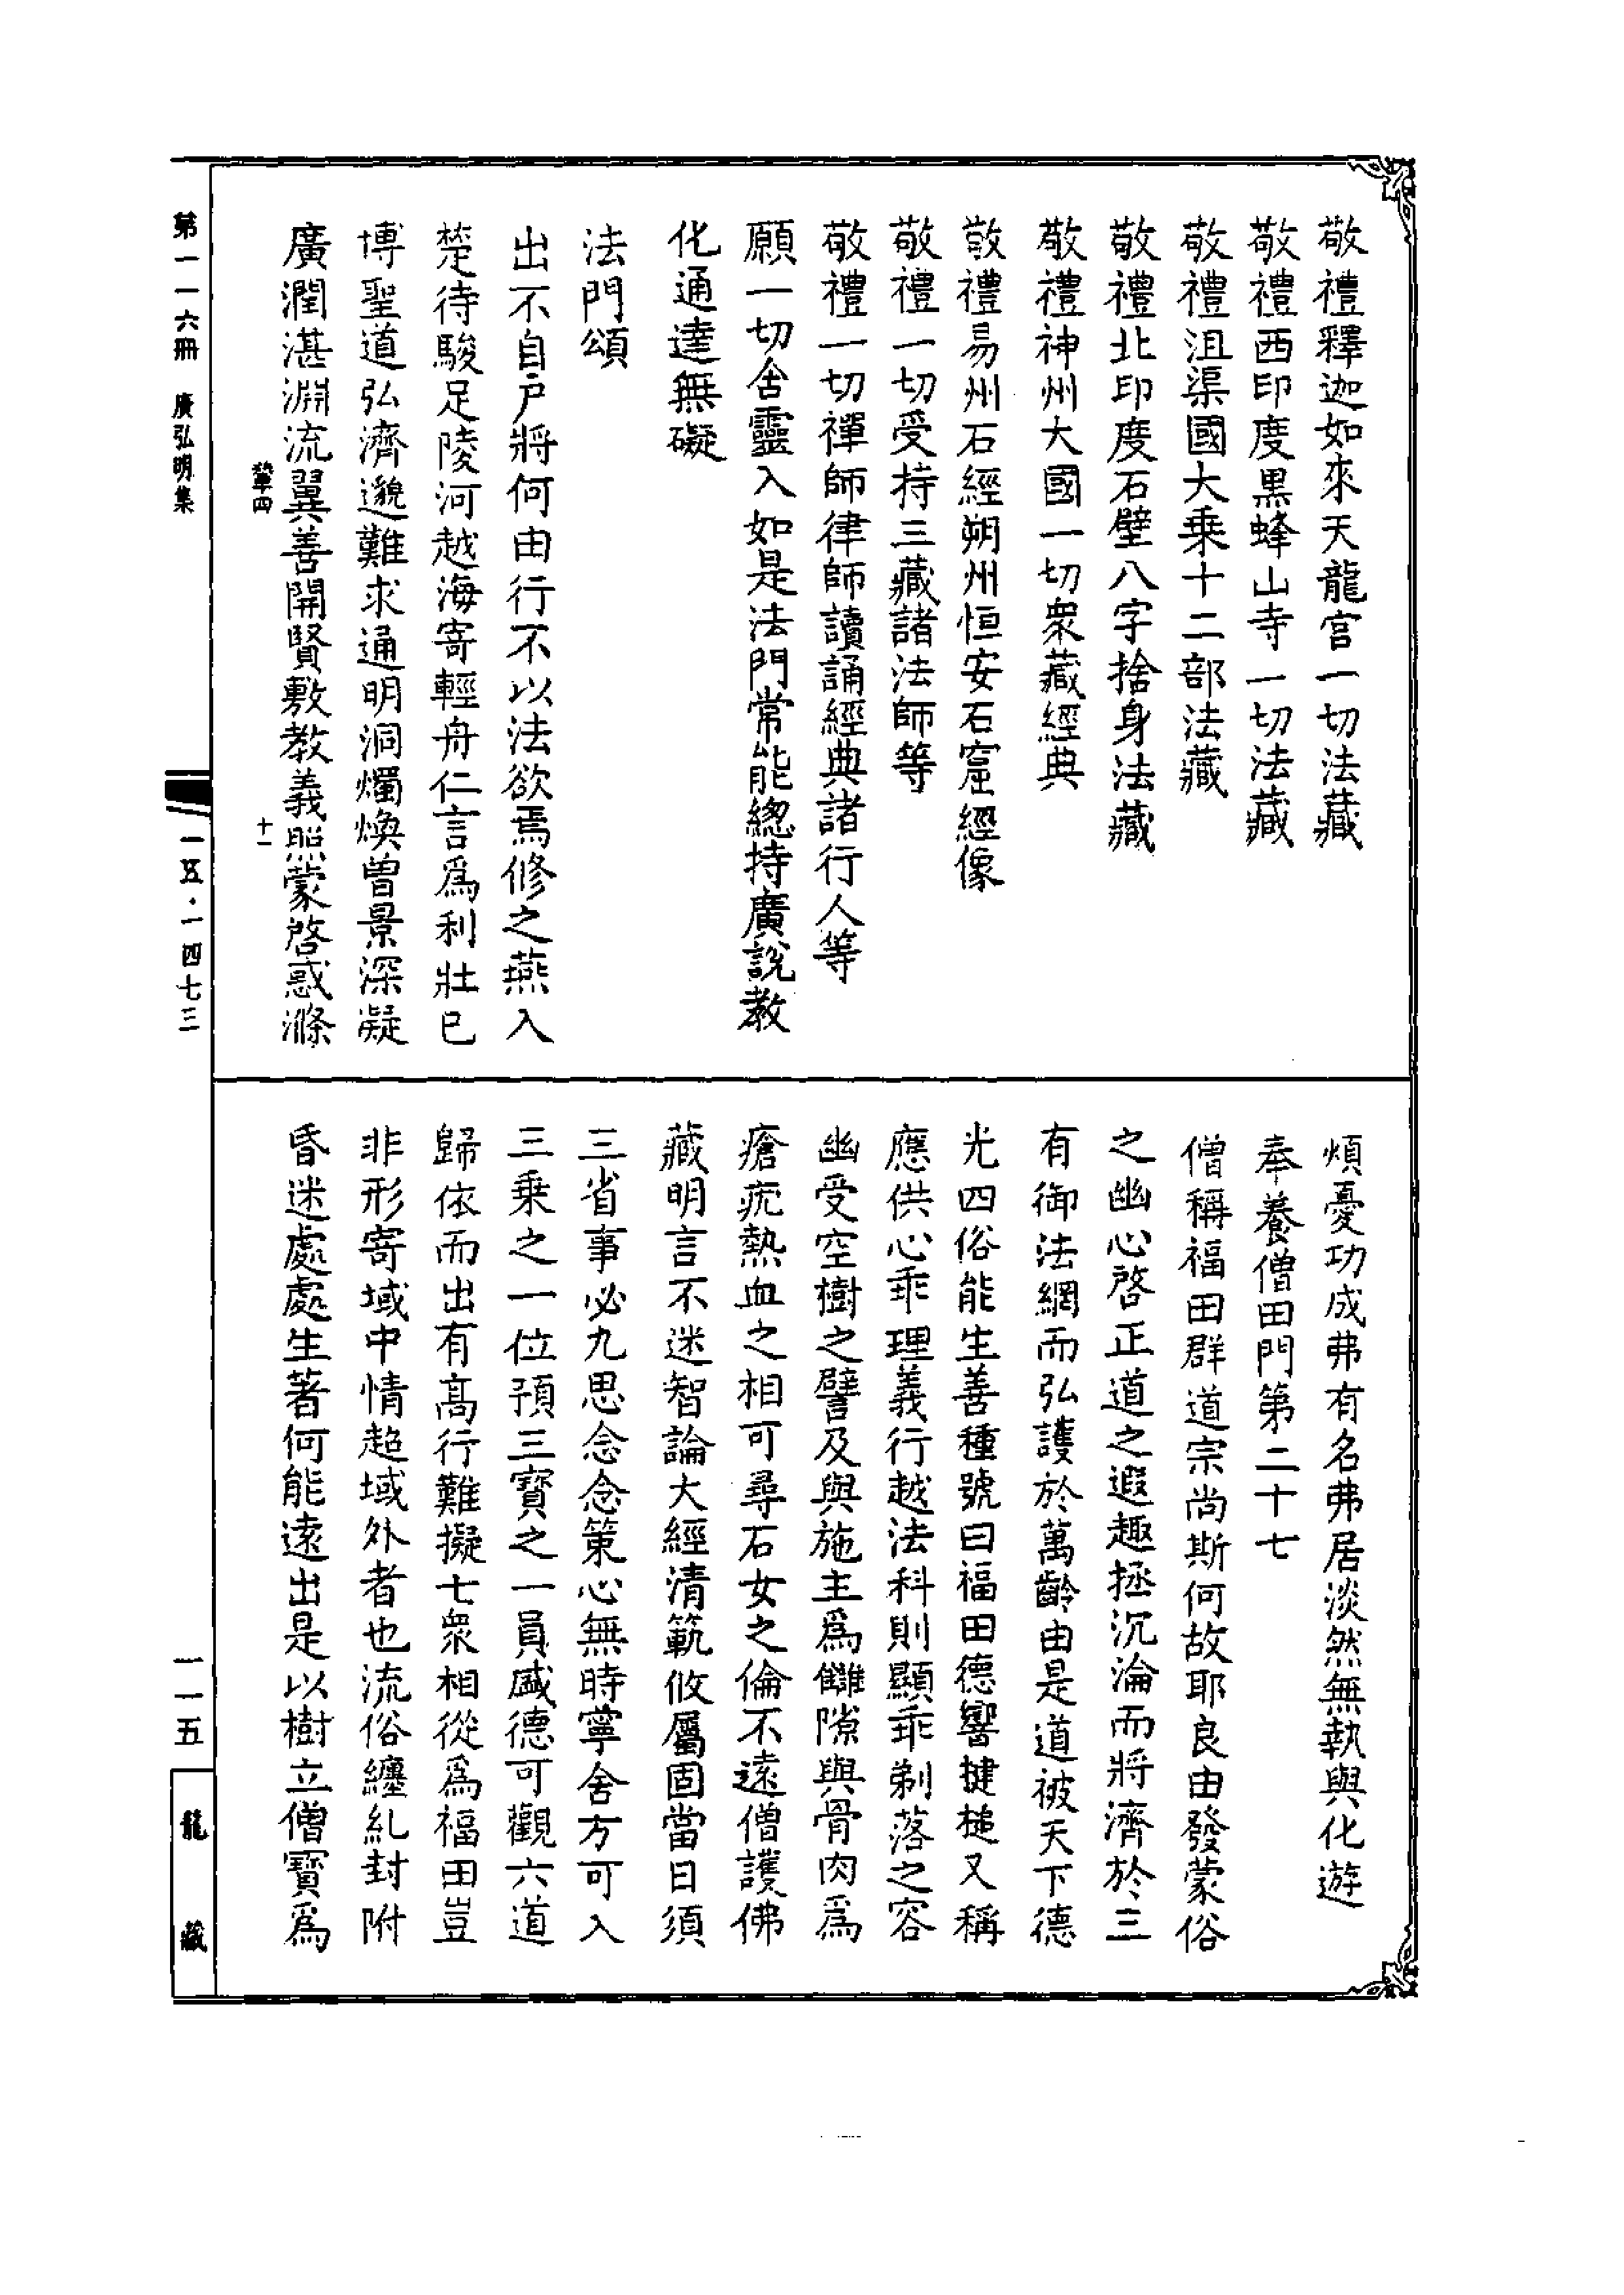 敬禮釋迦如來天龍宮一切法藏
敬禮西印度黑蜂山寺一切法藏
敬禮沮渠國大乘十二部法藏
敬禮北印度石壁八字捨身法藏
敬禮神州大國一切衆藏經典
敬禮易州石經朔州恒安石窟經像
敬禮一切受持三藏諸法師等
敬禮一切禪師律師讀誦經典諸行人等
願一切含靈入如是法門常能緫持廣說教
化通達無礙
法門頌
出不自戶將何由行不以法欲焉修之燕入
楚待駿足陵河越海寄輕舟仁言爲利壯已
博聖道弘濟邈難求通明洞燭煥曾景深凝
廣潤湛淵流翼善開賢敷教義照蒙啓惑滌
煩憂功成弗有名弗居淡然無執與化遊
奉養僧田門第二十七
僧稱福田群道宗尚斯何故耶良由發蒙俗
之幽心啓正道之遐趣拯沉淪而將濟於三
有御法網而弘護於萬齡由是道被天下德
光四俗能生善種號曰福田德響揵槌又稱
應供心乖理義行越法科則顯乖剃落之容
幽受空樹之譬及與施主爲讎隙與骨肉爲
瘡疣熱血之相可尋石女之倫不遠僧護佛
藏明言不迷智論大經清範攸屬固當日須
三省事必九思念念策心無時寧舍方可入
三乘之一位預三寶之一員盛德可觀六道
歸依而出有高行難擬七衆相從爲福田豈
非形寄域中情超域外者也流俗纏糺封附
昏迷處處生著何能遠出是以樹立僧寶爲
鞏四
十一
第一一六冊 廣弘明集
一五·一四七三
一一五
龍藏